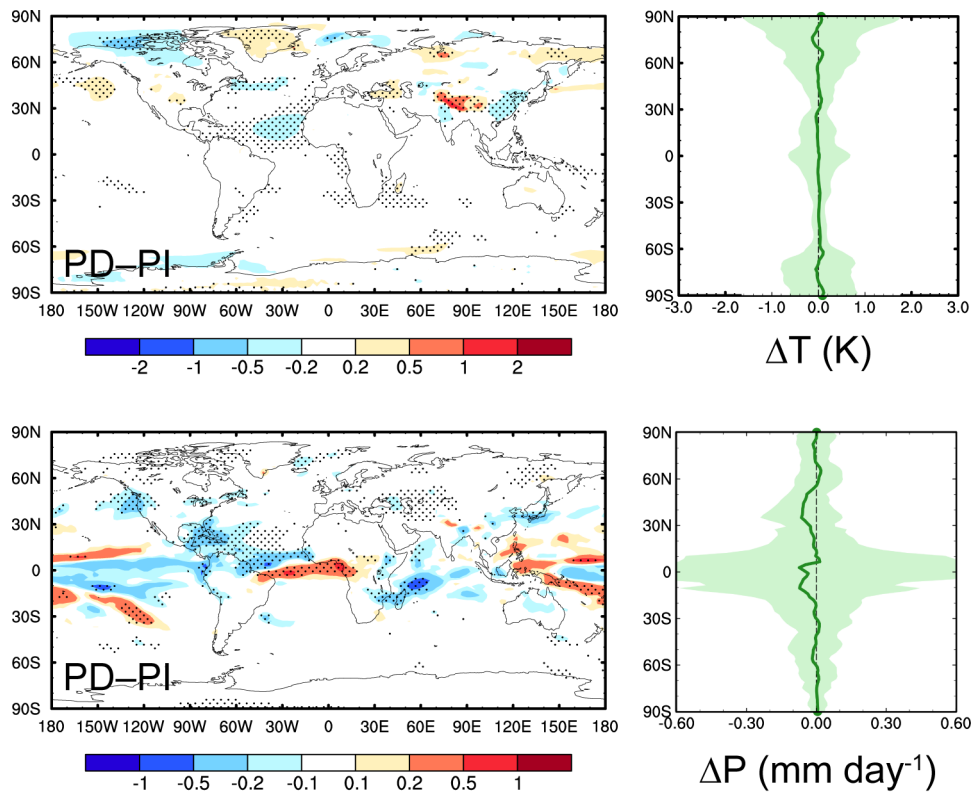 90N
60N
30N
0
30S
60S
90S
PD–PI
180 150W 120W 90W 60W 30W 0 30E 60E 90E 120E 150E 180
-2 -1 -0.5 -0.2 0.2 0.5 1 2
90N
60N
30N
0
30S
60S
90S
-3.0 -2.0 -1.0 0.0 1.0 2.0 3.0
ΔT (K)
90N
60N
30N
0
30S
60S
90S
PD–PI
180 150W 120W 90W 60W 30W 0 30E 60E 90E 120E 150E 180
-1 -0.5 -0.2 -0.1 0.1 0.2 0.5 1
90N
60N
30N
0
30S
60S
90S
-0.60 -0.30 0.00 0.30 0.60
ΔP (mm day⁻¹)